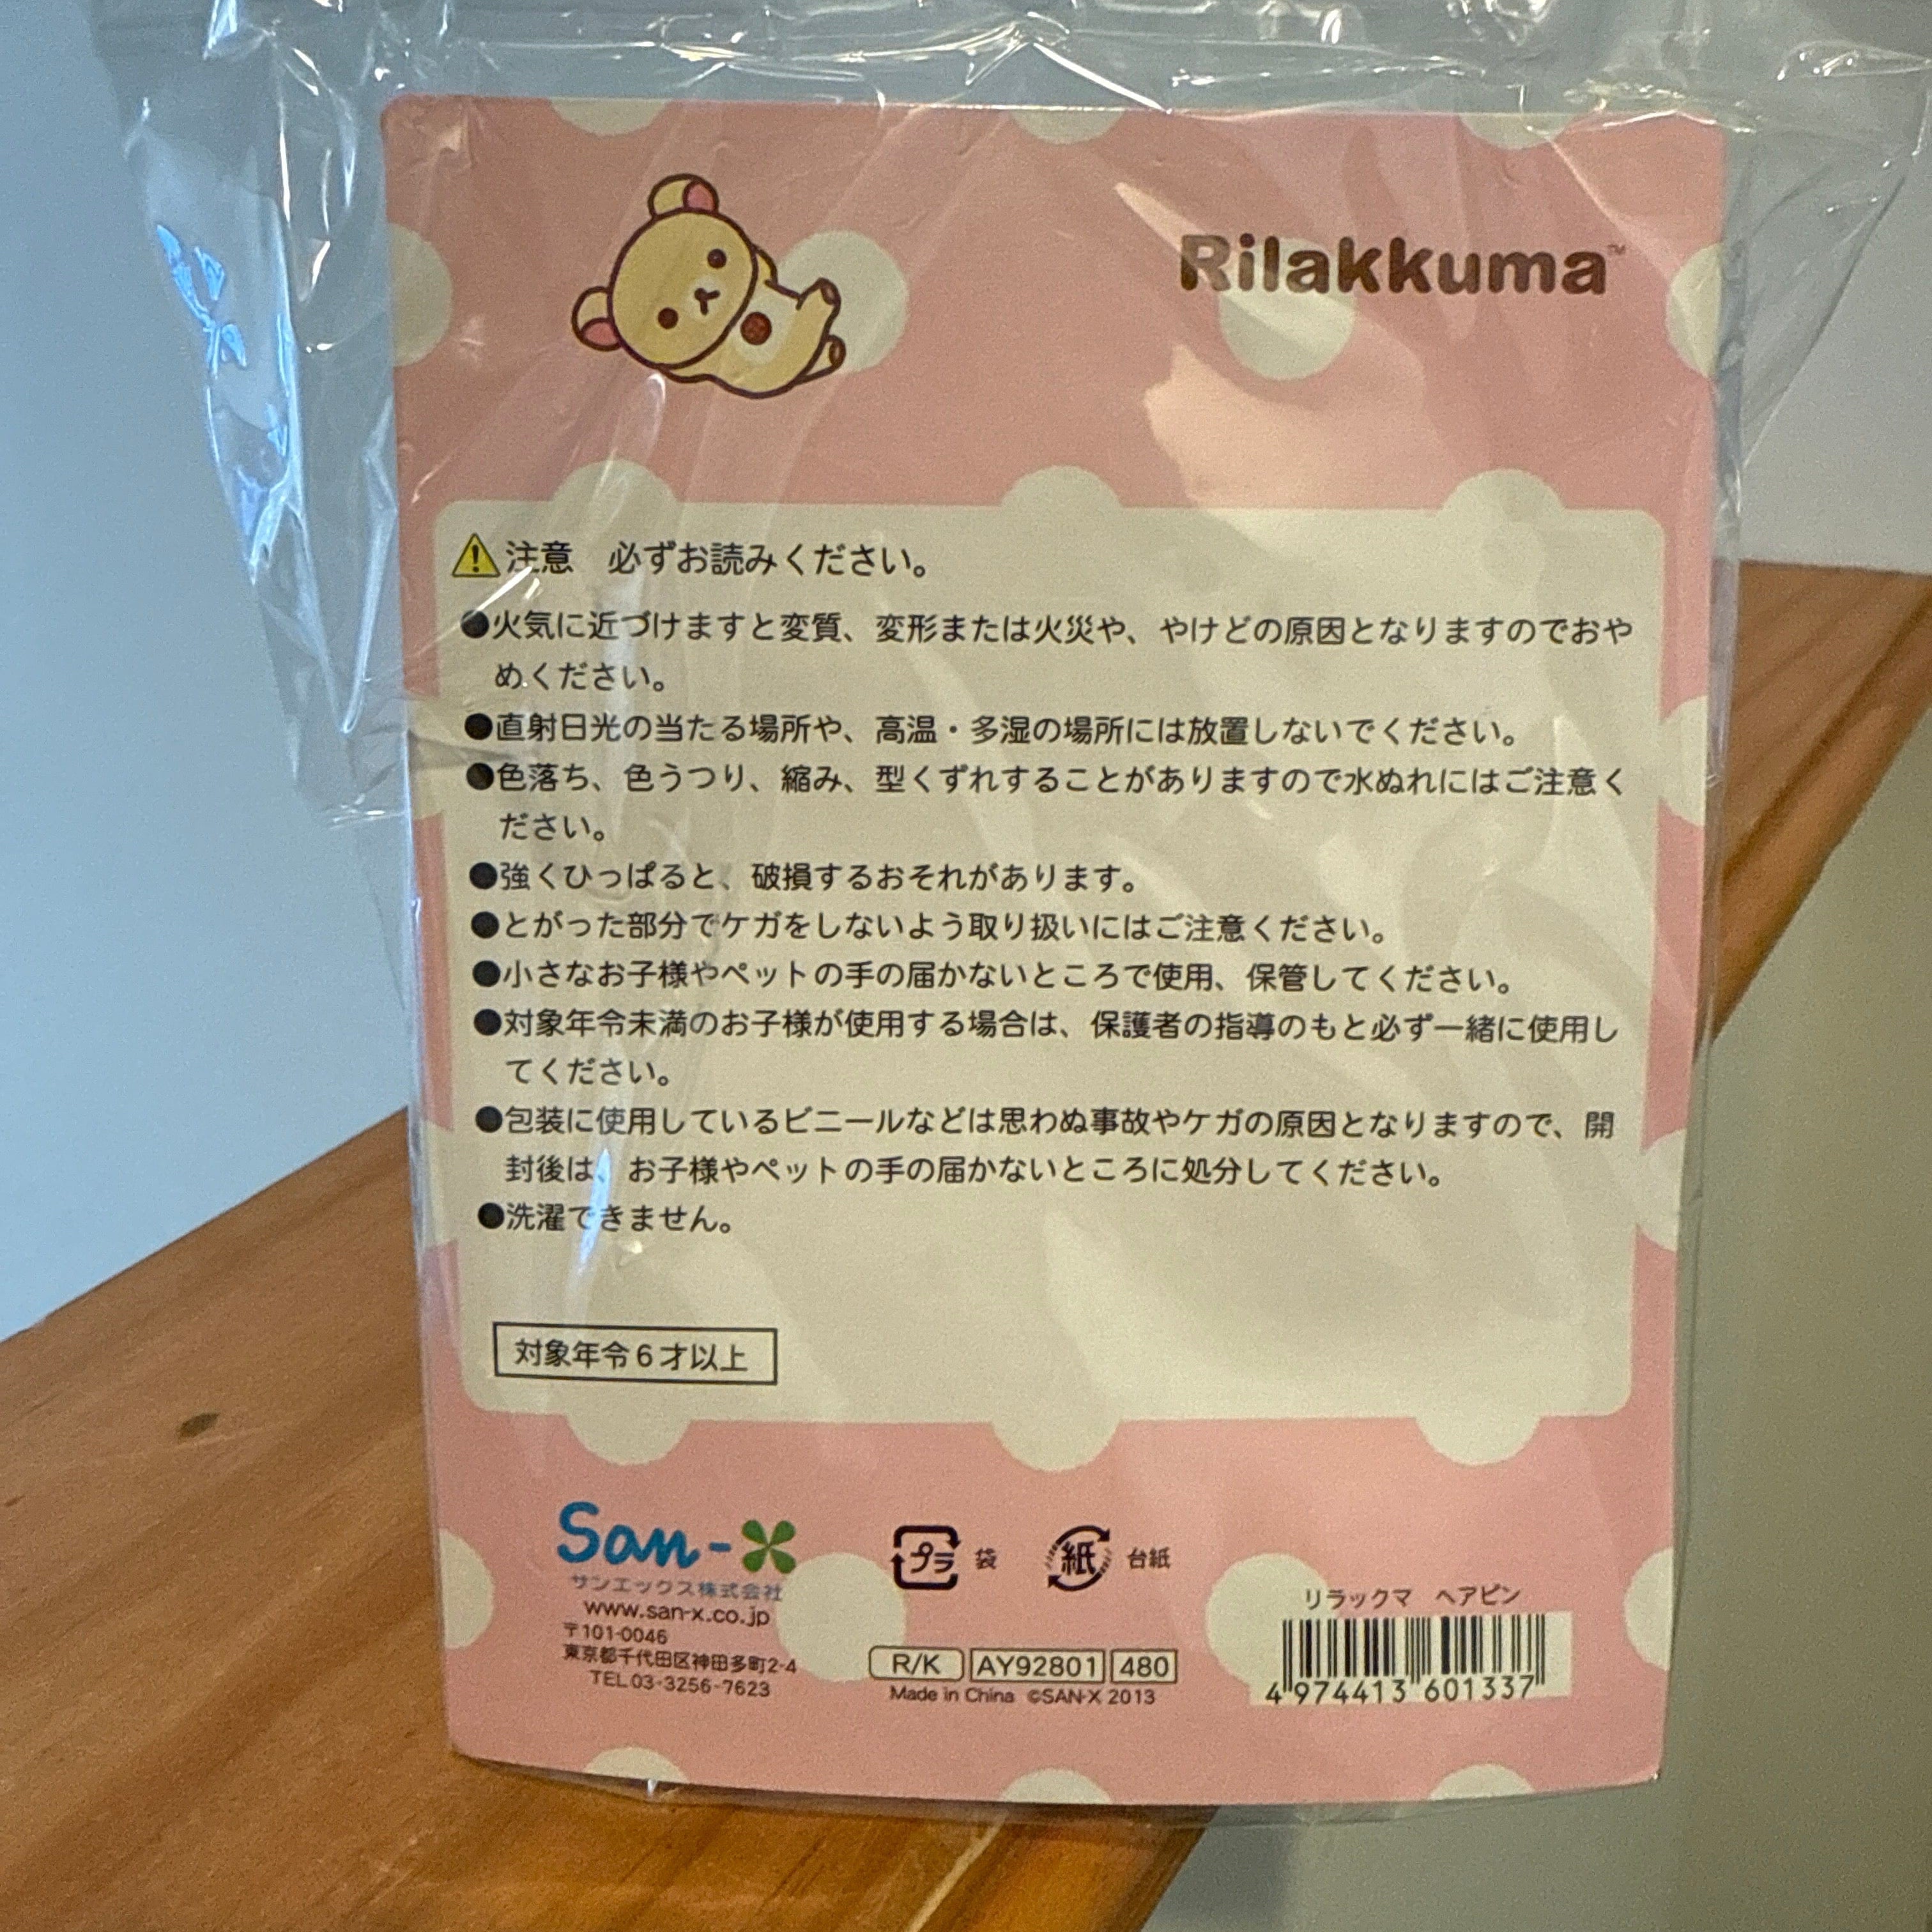 Rilakkuma™
注意　必ずお読みください。
●火気に近づけますと変質、変形または火災や、やけどの原因となりますのでおや
めください。
●直射日光の当たる場所や、高温・多湿の場所には放置しないでください。
●色落ち、色うつり、縮み、型くずれすることがありますので水ぬれにはご注意く
ださい。
●強くひっぱると、破損するおそれがあります。
●とがった部分でケガをしないよう取り扱いにはご注意ください。
●小さなお子様やペットの手の届かないところで使用、保管してください。
●対象年令未満のお子様が使用する場合は、保護者の指導のもと必ず一緒に使用し
てください。
●包装に使用しているビニールなどは思わぬ事故やケガの原因となりますので、開
封後は、お子様やペットの手の届かないところに処分してください。
●洗濯できません。
対象年令6才以上
San-X
サンエックス株式会社
www.san-x.co.jp
〒101-0046
東京都千代田区神田多町2-4
TEL 03-3256-7623
プラ 袋
紙 台紙
R/K AY92801 480
Made in China ©SAN-X 2013
リラックマ　ヘアピン
4 974413 601337